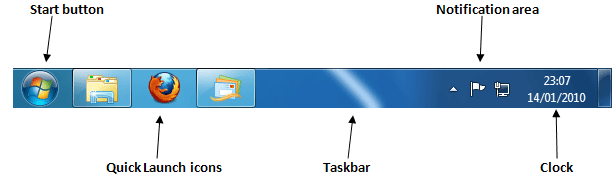 Start button
Notification area
23:07
14/01/2010
Quick Launch icons
Taskbar
Clock